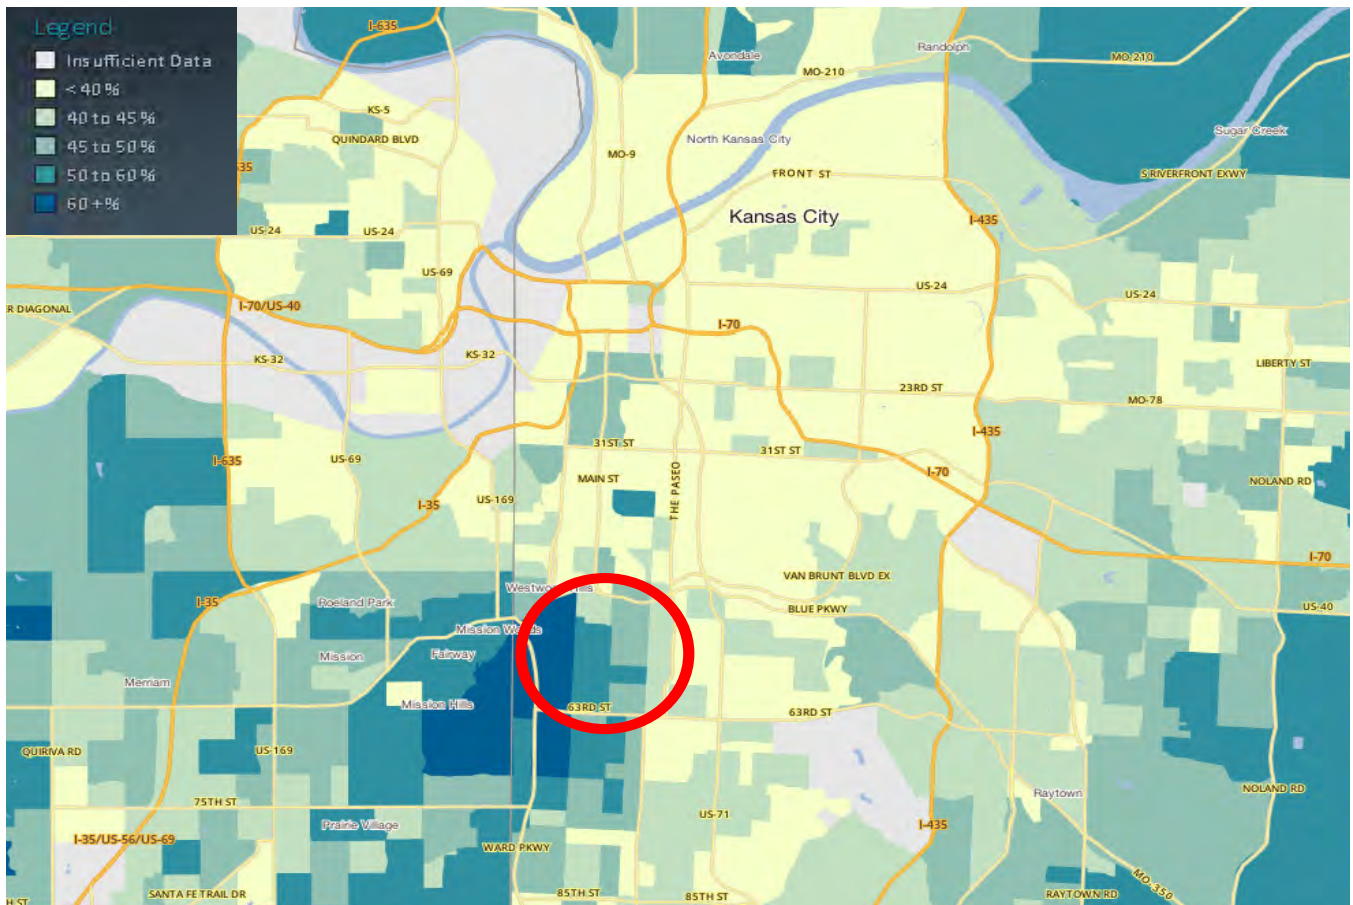 Legend
Insufficient Data
< 40%
40 to 45%
45 to 50%
50 to 60%
60+%
I-635
Avondale
Randolph
MO-210
MO-210
KS-5
QUINDARD BLVD
MO-9
North Kansas City
Sugar Creek
635
FRONT ST
S RIVERFRONT EXWY
Kansas City
I-435
US-24
US-24
US-69
US-24
US-24
R DIAGONAL
I-70/US-40
I-70
KS-32
KS-32
LIBERTY ST
23RD ST
MO-78
I-435
31ST ST
31ST ST
I-635
US-69
I-70
MAIN ST
THE PASEO
NOLAND RD
US-169
I-35
I-70
VAN BRUNT BLVD EX
Westwood Hills
I-35
Roeland Park
BLUE PKWY
US-40
Mission Woods
Mission
Fairway
Merriam
Mission Hills
63RD ST
63RD ST
QUIRIVA RD
US-169
NOLAND RD
Raytown
75TH ST
US-71
Prairie Village
I-435
I-35/US-56/US-69
WARD PKWY
MO-350
SANTA FE TRAIL DR
85TH ST
85TH ST
RAYTOWN RD
H ST